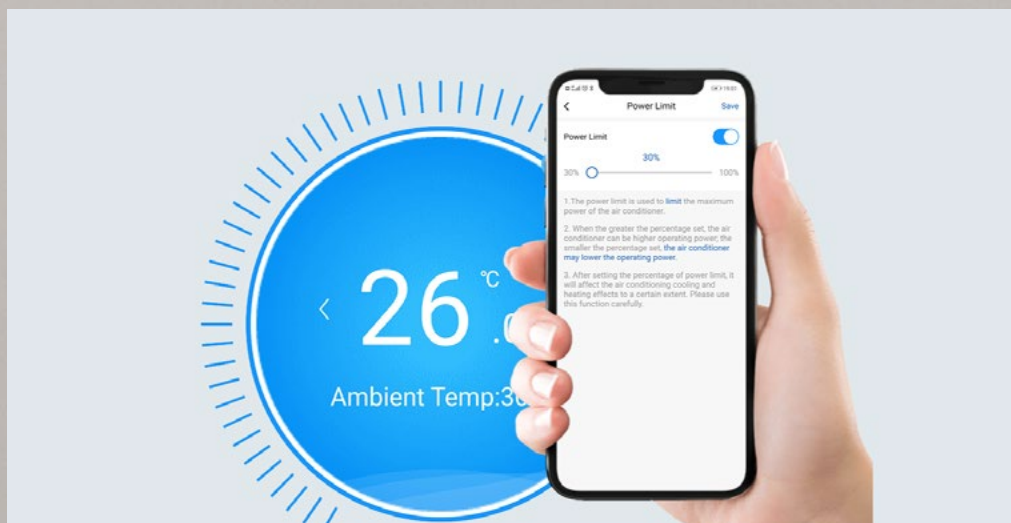 Power Limit Save
Power Limit
30%
30% 100%
1.The power limit is used to limit the maximum
power of the air conditioner.
2. When the greater the percentage set, the air
conditioner can be higher operating power, the
smaller the percentage set, the air conditioner
may lower the operating power.
3. After setting the percentage of power limit, it
will affect the air conditioning cooling and
heating effects to a certain extent. Please use
this function carefully.
26 ℃
Ambient Temp: